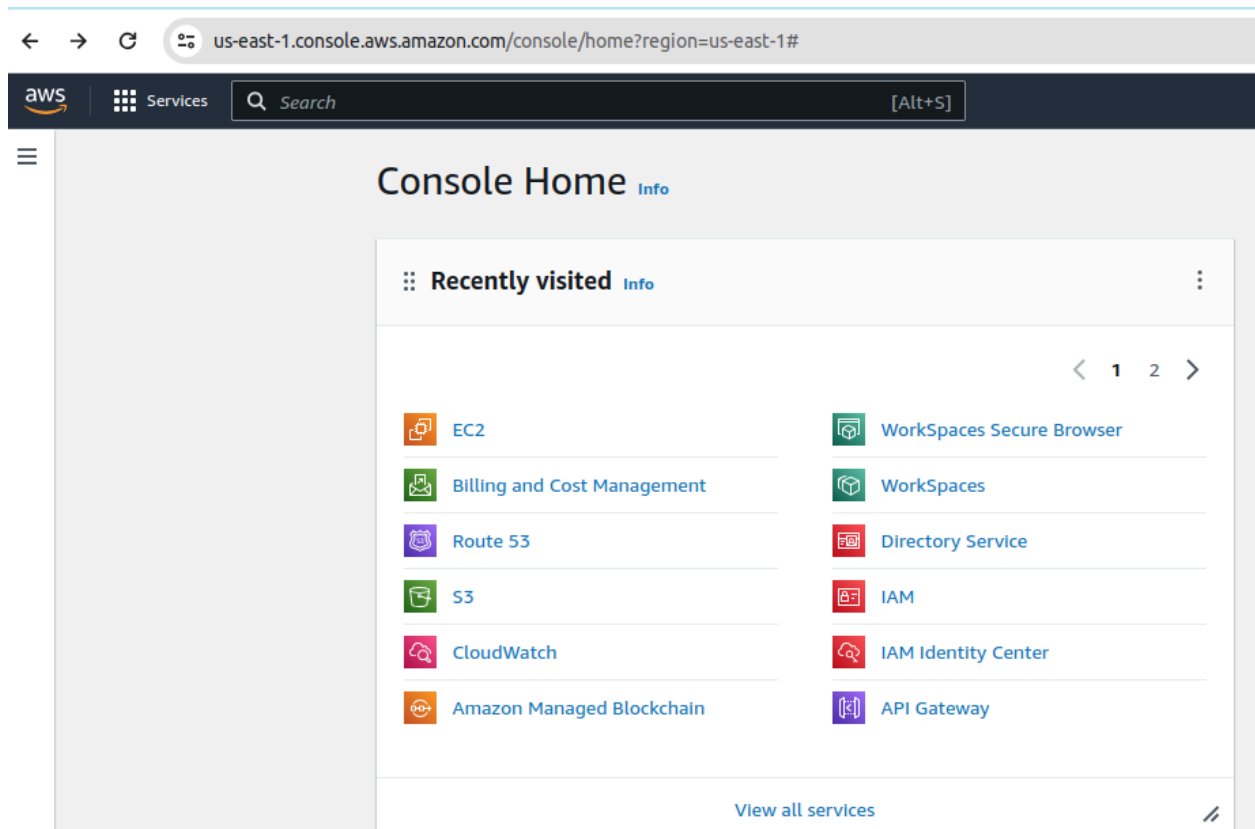 us-east-1.console.aws.amazon.com/console/home?region=us-east-1#
aws Services Search [Alt+S]
Console Home Info
Recently visited Info
1 2
EC2
Billing and Cost Management
Route 53
S3
CloudWatch
Amazon Managed Blockchain
WorkSpaces Secure Browser
WorkSpaces
Directory Service
IAM
IAM Identity Center
API Gateway
View all services